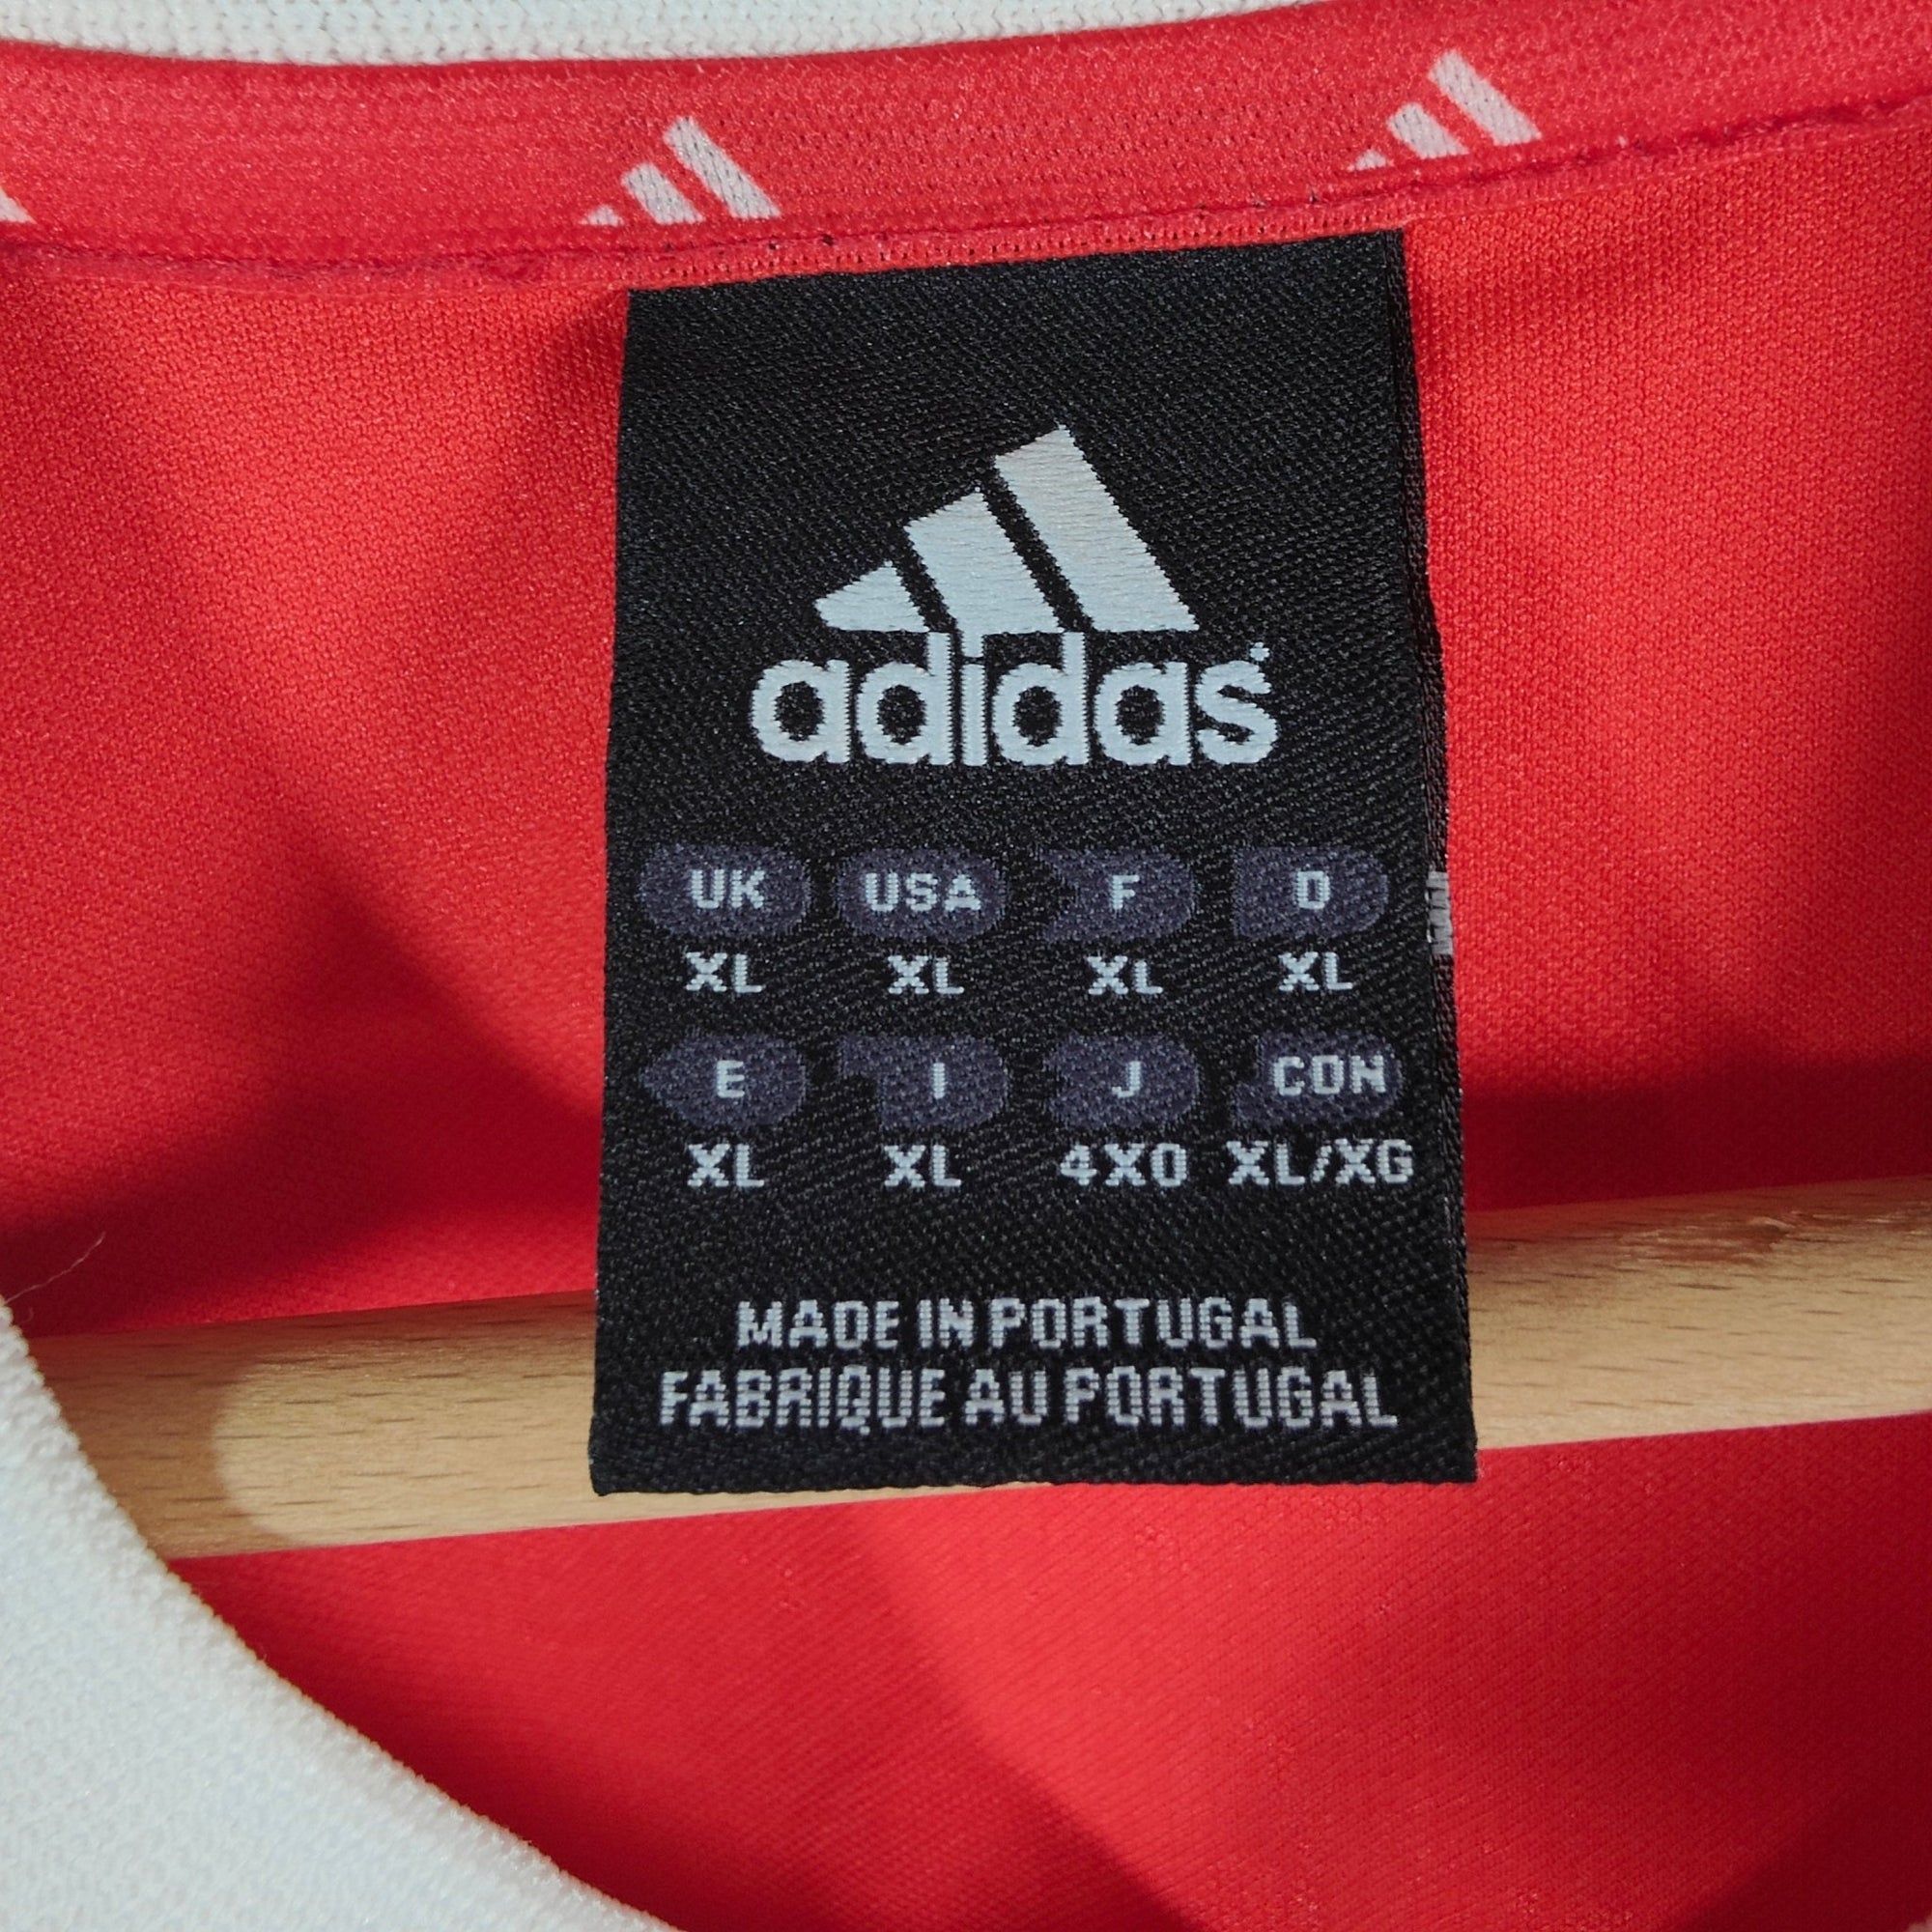 adidas
UK USA F D
XL XL XL XL
E I J CON
XL XL 4XO XL/XG
MADE IN PORTUGAL
FABRIQUE AU PORTUGAL